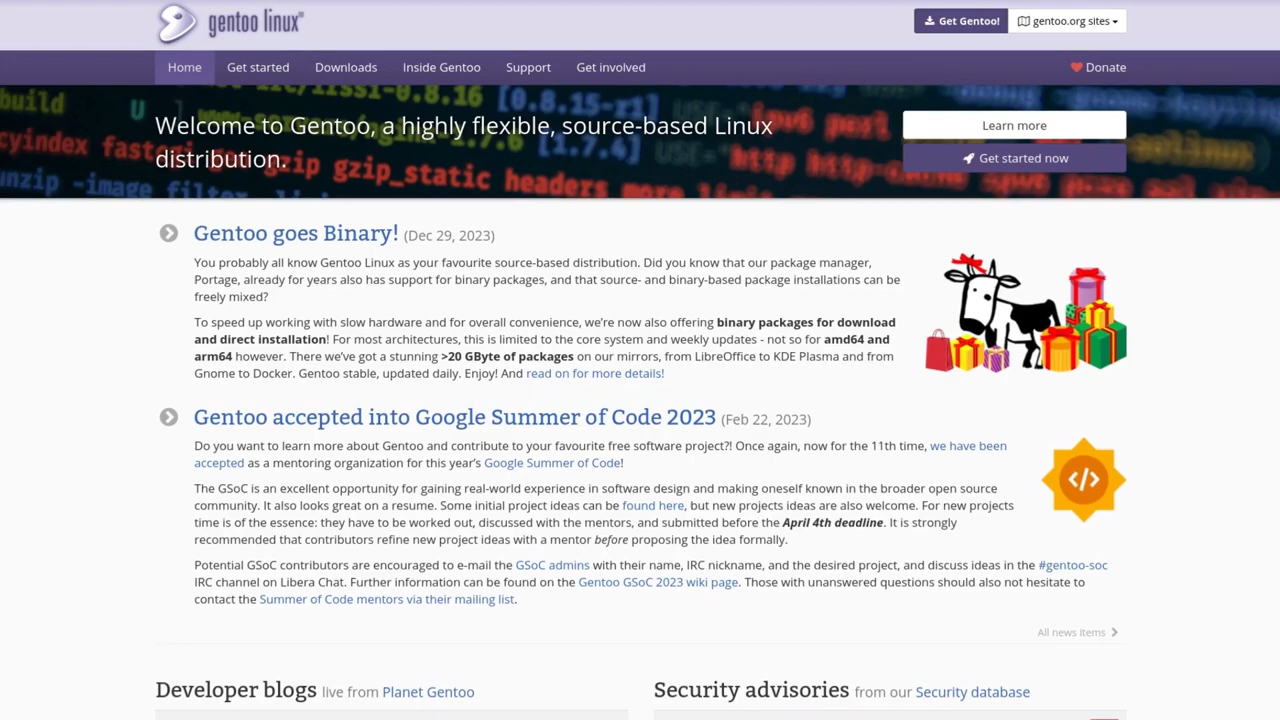 gentoo linux
Get Gentoo!
gentoo.org sites
Home
Get started
Downloads
Inside Gentoo
Support
Get involved
Donate
build U ] [0.8.15-r1]
Welcome to Gentoo, a highly flexible, source-based Linux
distribution.
[1.7.4]
gzip_static headers
Learn more
Get started now
Gentoo goes Binary! (Dec 29, 2023)
You probably all know Gentoo Linux as your favourite source-based distribution. Did you know that our package manager,
Portage, already for years also has support for binary packages, and that source- and binary-based package installations can be
freely mixed?
To speed up working with slow hardware and for overall convenience, we’re now also offering binary packages for download
and direct installation! For most architectures, this is limited to the core system and weekly updates - not so for amd64 and
arm64 however. There we’ve got a stunning >20 GByte of packages on our mirrors, from LibreOffice to KDE Plasma and from
Gnome to Docker. Gentoo stable, updated daily. Enjoy! And read on for more details!
Gentoo accepted into Google Summer of Code 2023 (Feb 22, 2023)
Do you want to learn more about Gentoo and contribute to your favourite free software project?! Once again, now for the 11th time, we have been
accepted as a mentoring organization for this year’s Google Summer of Code!
The GSoC is an excellent opportunity for gaining real-world experience in software design and making oneself known in the broader open source
community. It also looks great on a resume. Some initial project ideas can be found here, but new projects ideas are also welcome. For new projects
time is of the essence: they have to be worked out, discussed with the mentors, and submitted before the April 4th deadline. It is strongly
recommended that contributors refine new project ideas with a mentor before proposing the idea formally.
Potential GSoC contributors are encouraged to e-mail the GSoC admins with their name, IRC nickname, and the desired project, and discuss ideas in the #gentoo-soc
IRC channel on Libera Chat. Further information can be found on the Gentoo GSoC 2023 wiki page. Those with unanswered questions should also not hesitate to
contact the Summer of Code mentors via their mailing list.
All news items
Developer blogs live from Planet Gentoo
Security advisories from our Security database